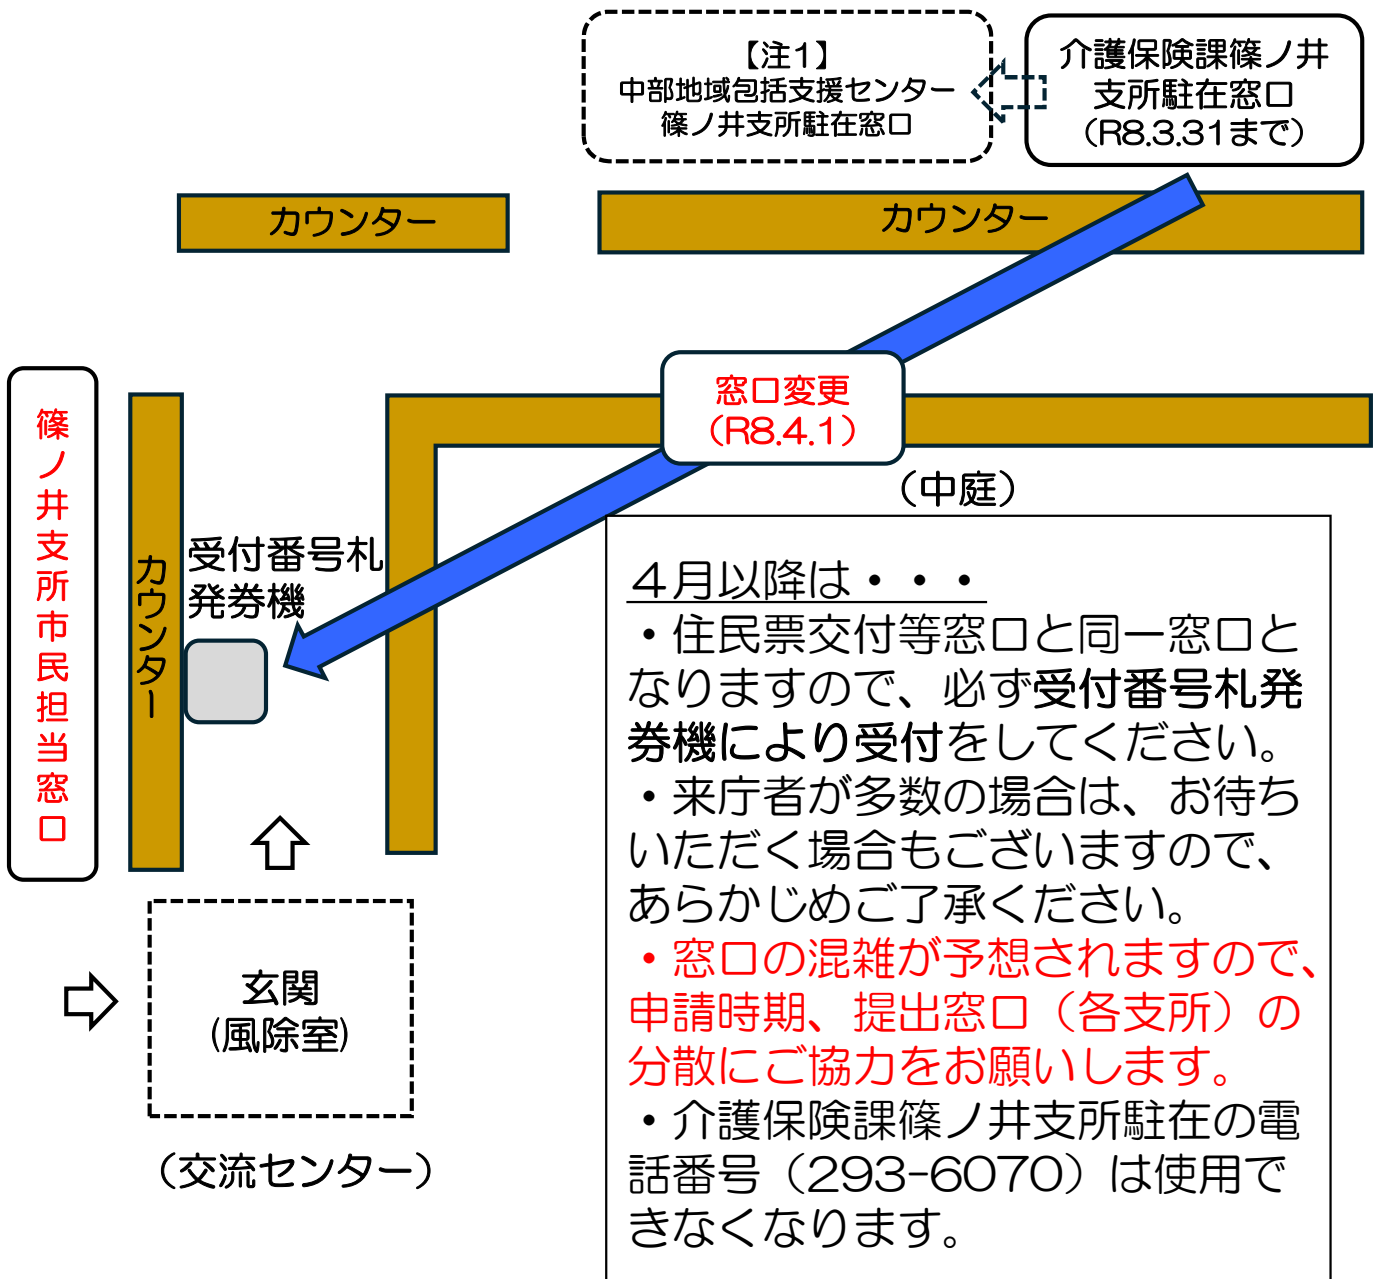 【注1】
中部地域包括支援センター
篠ノ井支所駐在窓口
介護保険課篠ノ井
支所駐在窓口
（R8.3.31まで）
カウンター
カウンター
窓口変更
（R8.4.1）
篠ノ井支所市民担当窓口
カウンター
受付番号札
発券機
（中庭）
４月以降は・・・
・住民票交付等窓口と同一窓口と
なりますので、必ず受付番号札発
券機により受付をしてください。
・来庁者が多数の場合は、お待ち
いただく場合もございますので、
あらかじめご了承ください。
・窓口の混雑が予想されますので、
申請時期、提出窓口（各支所）の
分散にご協力をお願いします。
・介護保険課篠ノ井支所駐在の電
話番号（293-6070）は使用で
きなくなります。
玄関
(風除室)
（交流センター）